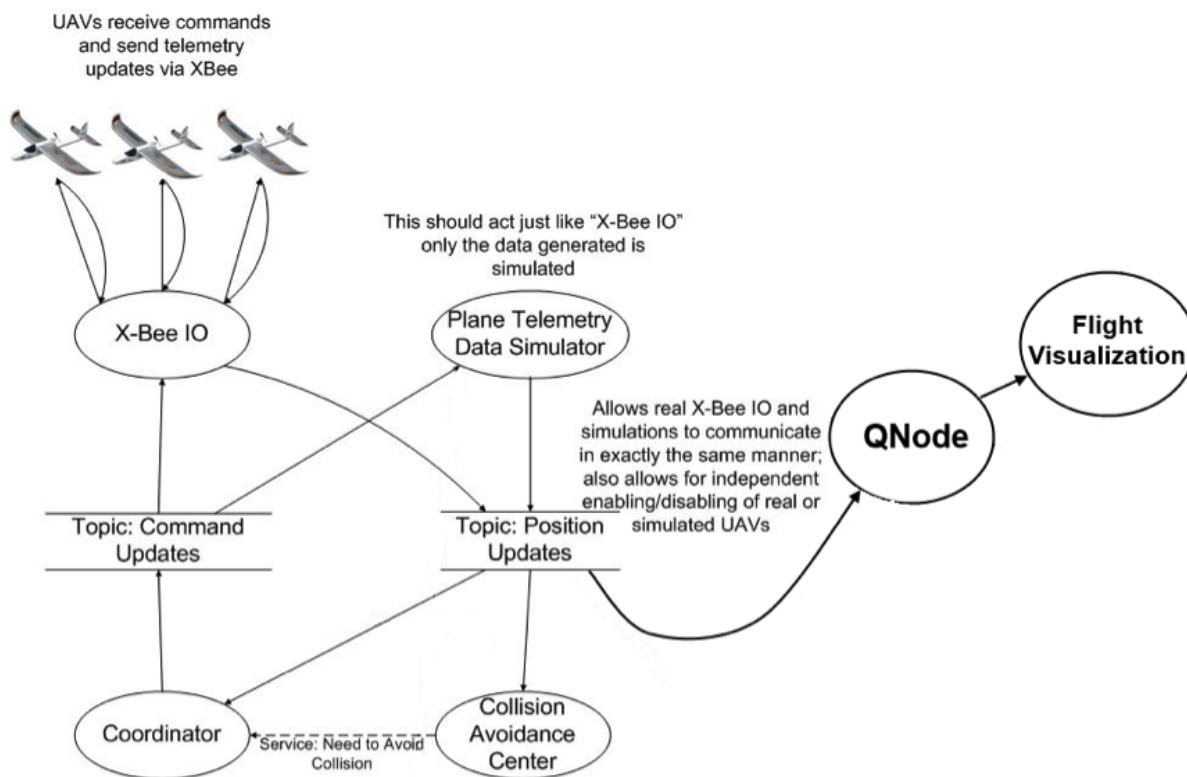 UAVs receive commands
and send telemetry
updates via XBee
This should act just like “X-Bee IO”
only the data generated is
simulated
X-Bee IO
Plane Telemetry
Data Simulator
Flight
Visualization
Allows real X-Bee IO and
simulations to communicate
in exactly the same manner;
also allows for independent
enabling/disabling of real or
simulated UAVs
QNode
Topic: Command
Updates
Topic: Position
Updates
Coordinator
Service: Need to Avoid
Collision
Collision
Avoidance
Center